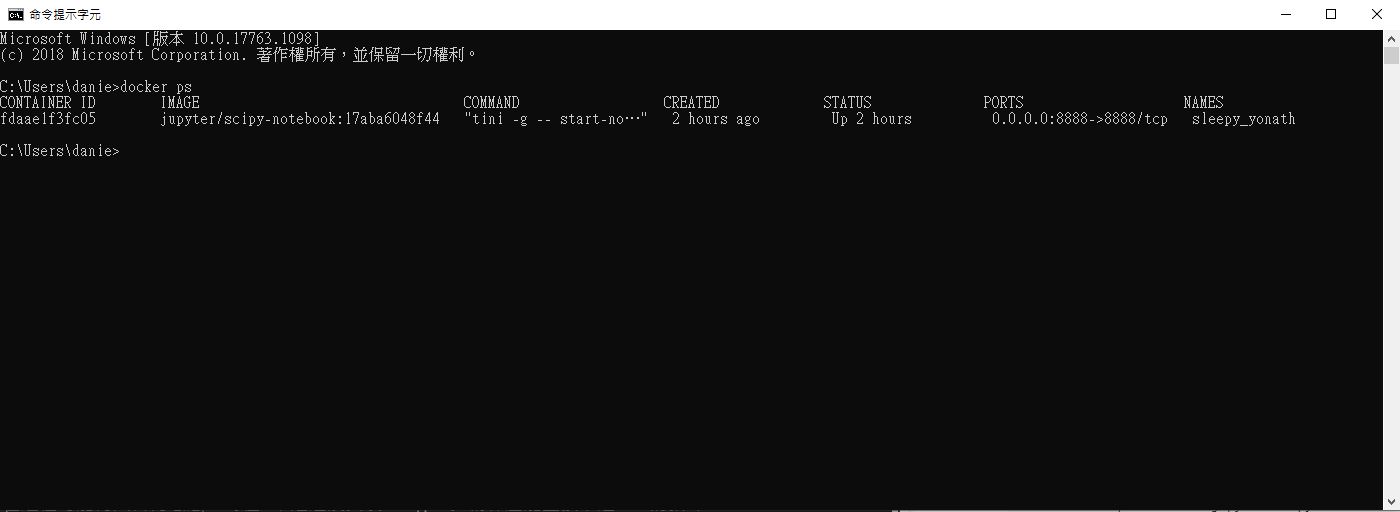 命令提示字元
Microsoft Windows [版本 10.0.17763.1098]
(c) 2018 Microsoft Corporation. 著作權所有，並保留一切權利。
C:\Users\danie>docker ps
CONTAINER ID IMAGE COMMAND CREATED STATUS PORTS NAMES
fdaae1f3fc05 jupyter/scipy-notebook:17aba6048f44 "tini -g -- start-no…" 2 hours ago Up 2 hours 0.0.0.0:8888->8888/tcp sleepy_yonath
C:\Users\danie>